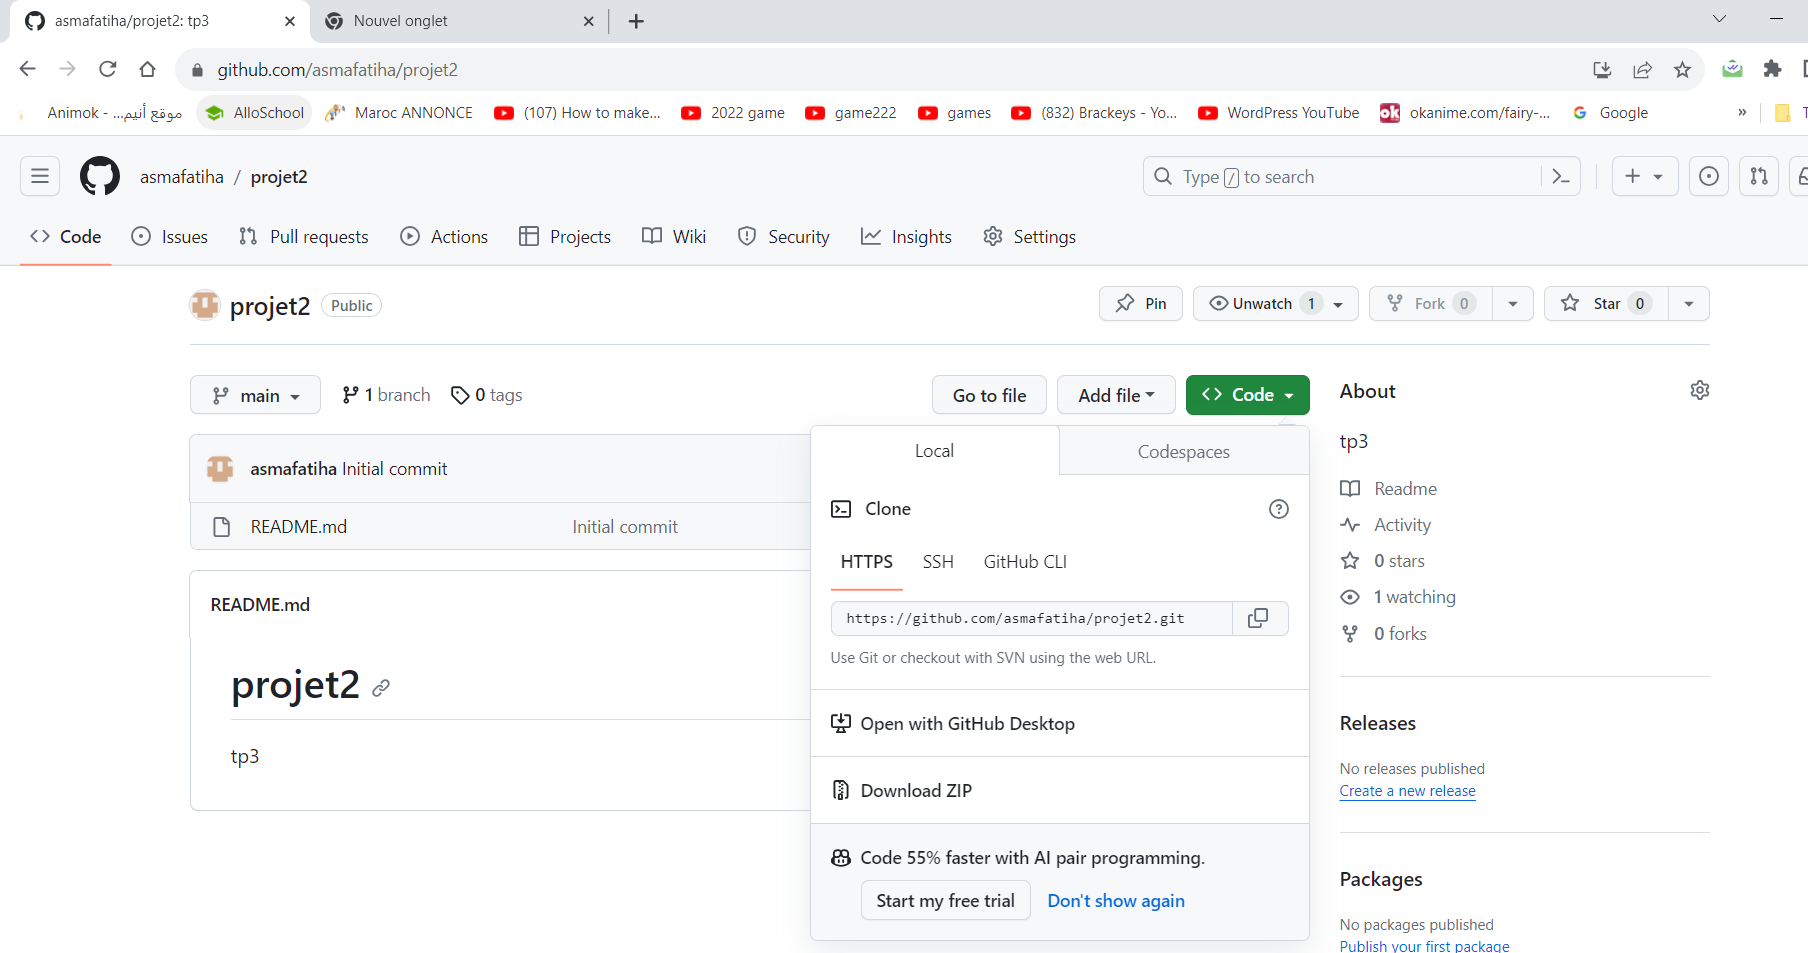 asmafatiha/projet2: tp3
Nouvel onglet
github.com/asmafatiha/projet2
Animok - موقع أنيم...
AlloSchool
Maroc ANNONCE
(107) How to make...
2022 game
game222
games
(832) Brackeys - Yo...
WordPress YouTube
ok
okanime.com/fairy-...
Google
»
asmafatiha / projet2
Type / to search
Code
Issues
Pull requests
Actions
Projects
Wiki
Security
Insights
Settings
projet2
Public
Pin
Unwatch 1
Fork 0
Star 0
main
1 branch
0 tags
Go to file
Add file
Code
asmafatiha Initial commit
README.md
Initial commit
README.md
projet2
tp3
Local
Codespaces
Clone
HTTPS
SSH
GitHub CLI
https://github.com/asmafatiha/projet2.git
Use Git or checkout with SVN using the web URL.
Open with GitHub Desktop
Download ZIP
Code 55% faster with AI pair programming.
Start my free trial
Don't show again
About
tp3
Readme
Activity
0 stars
1 watching
0 forks
Releases
No releases published
Create a new release
Packages
No packages published
Publish your first package